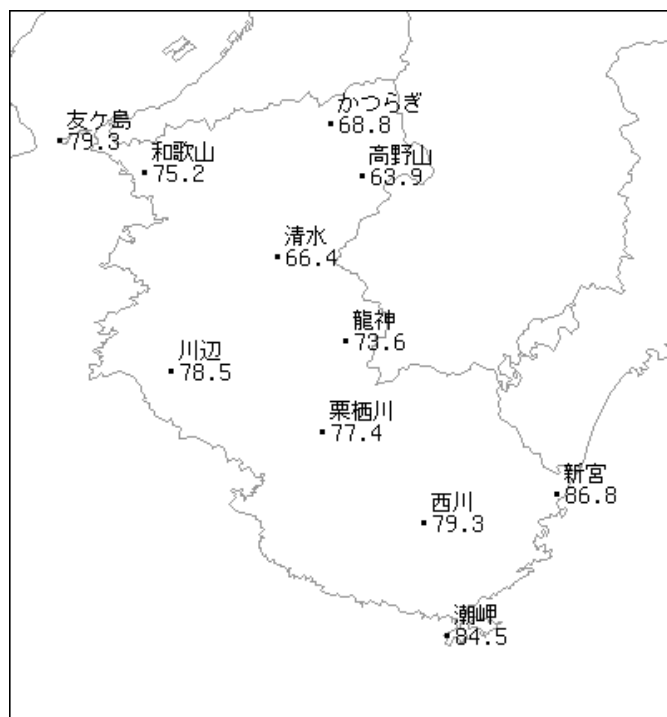 かつらぎ
68.8
友ケ島
79.3
和歌山
75.2
高野山
63.9
清水
66.4
龍神
73.6
川辺
78.5
栗栖川
77.4
新宮
86.8
西川
79.3
潮岬
84.5